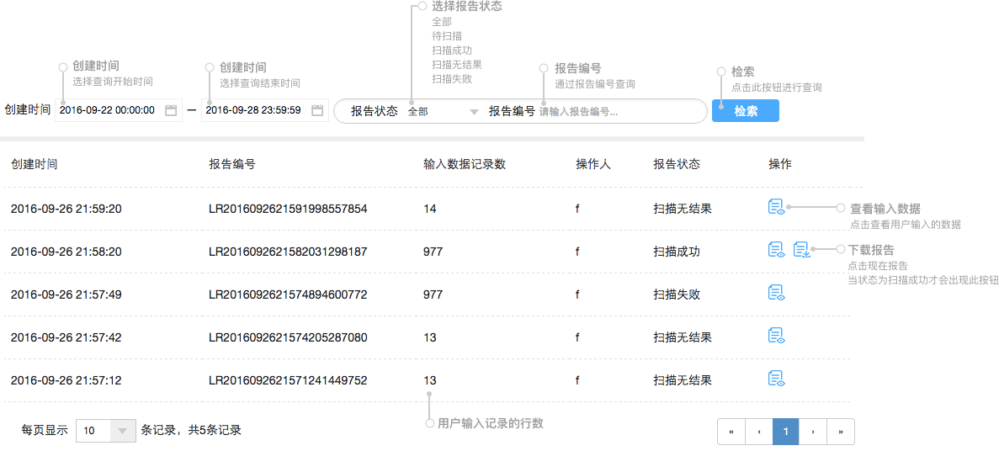 选择报告状态
全部
待扫描
扫描成功
扫描无结果
扫描失败
创建时间
选择查询开始时间
创建时间
选择查询结束时间
报告编号
通过报告编号查询
检索
点击此按钮进行查询
创建时间 2016-09-22 00:00:00 — 2016-09-28 23:59:59 报告状态 全部 报告编号 请输入报告编号... 检索
创建时间 报告编号 输入数据记录数 操作人 报告状态 操作
2016-09-26 21:59:20 LR2016092621591998557854 14 f 扫描无结果
查看输入数据
点击查看用户输入的数据
2016-09-26 21:58:20 LR2016092621582031298187 977 f 扫描成功
下载报告
点击现在报告
当状态为扫描成功才会出现此按钮
2016-09-26 21:57:49 LR2016092621574894600772 977 f 扫描失败
2016-09-26 21:57:42 LR2016092621574205287080 13 f 扫描无结果
2016-09-26 21:57:12 LR2016092621571241449752 13 f 扫描无结果
用户输入记录的行数
每页显示 10 条记录，共5条记录 « ‹ 1 › »